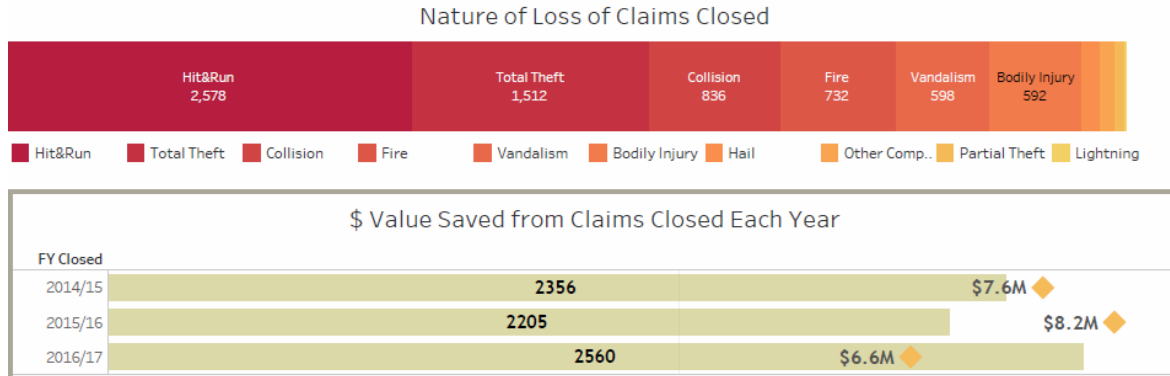 Nature of Loss of Claims Closed
Hit&Run Total Theft Collision Fire Vandalism Bodily Injury
2,578 1,512 836 732 598 592
Hit&Run Total Theft Collision Fire Vandalism Bodily Injury Hail Other Comp.. Partial Theft Lightning
$ Value Saved from Claims Closed Each Year
FY Closed
2014/15 2356 $7.6M
2015/16 2205 $8.2M
2016/17 2560 $6.6M